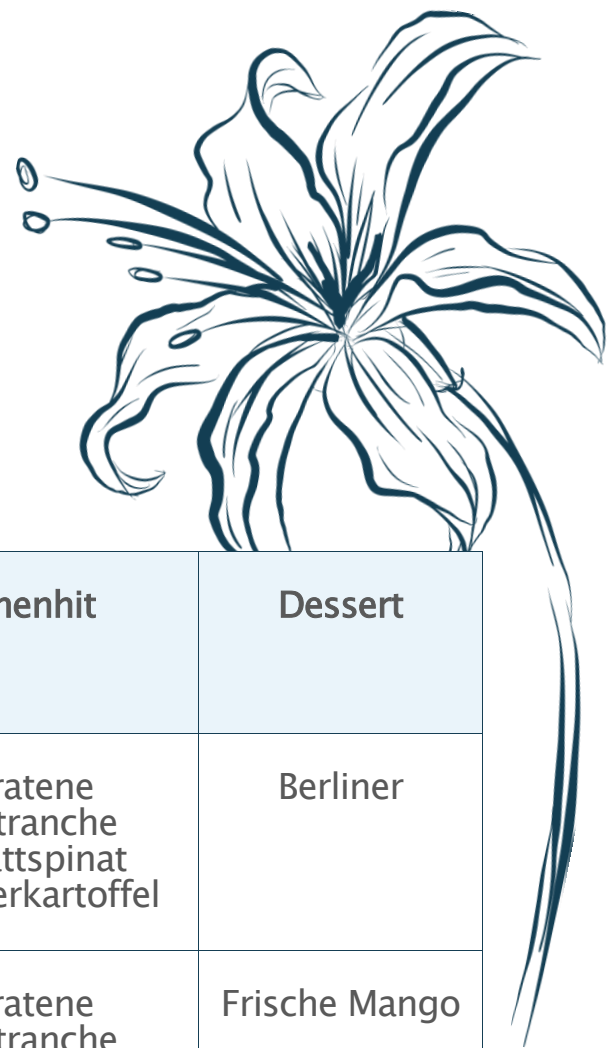 nenhit
Dessert
ratene
tranche
ttspinat
erkartoffel
Berliner
ratene
tranche
Frische Mango